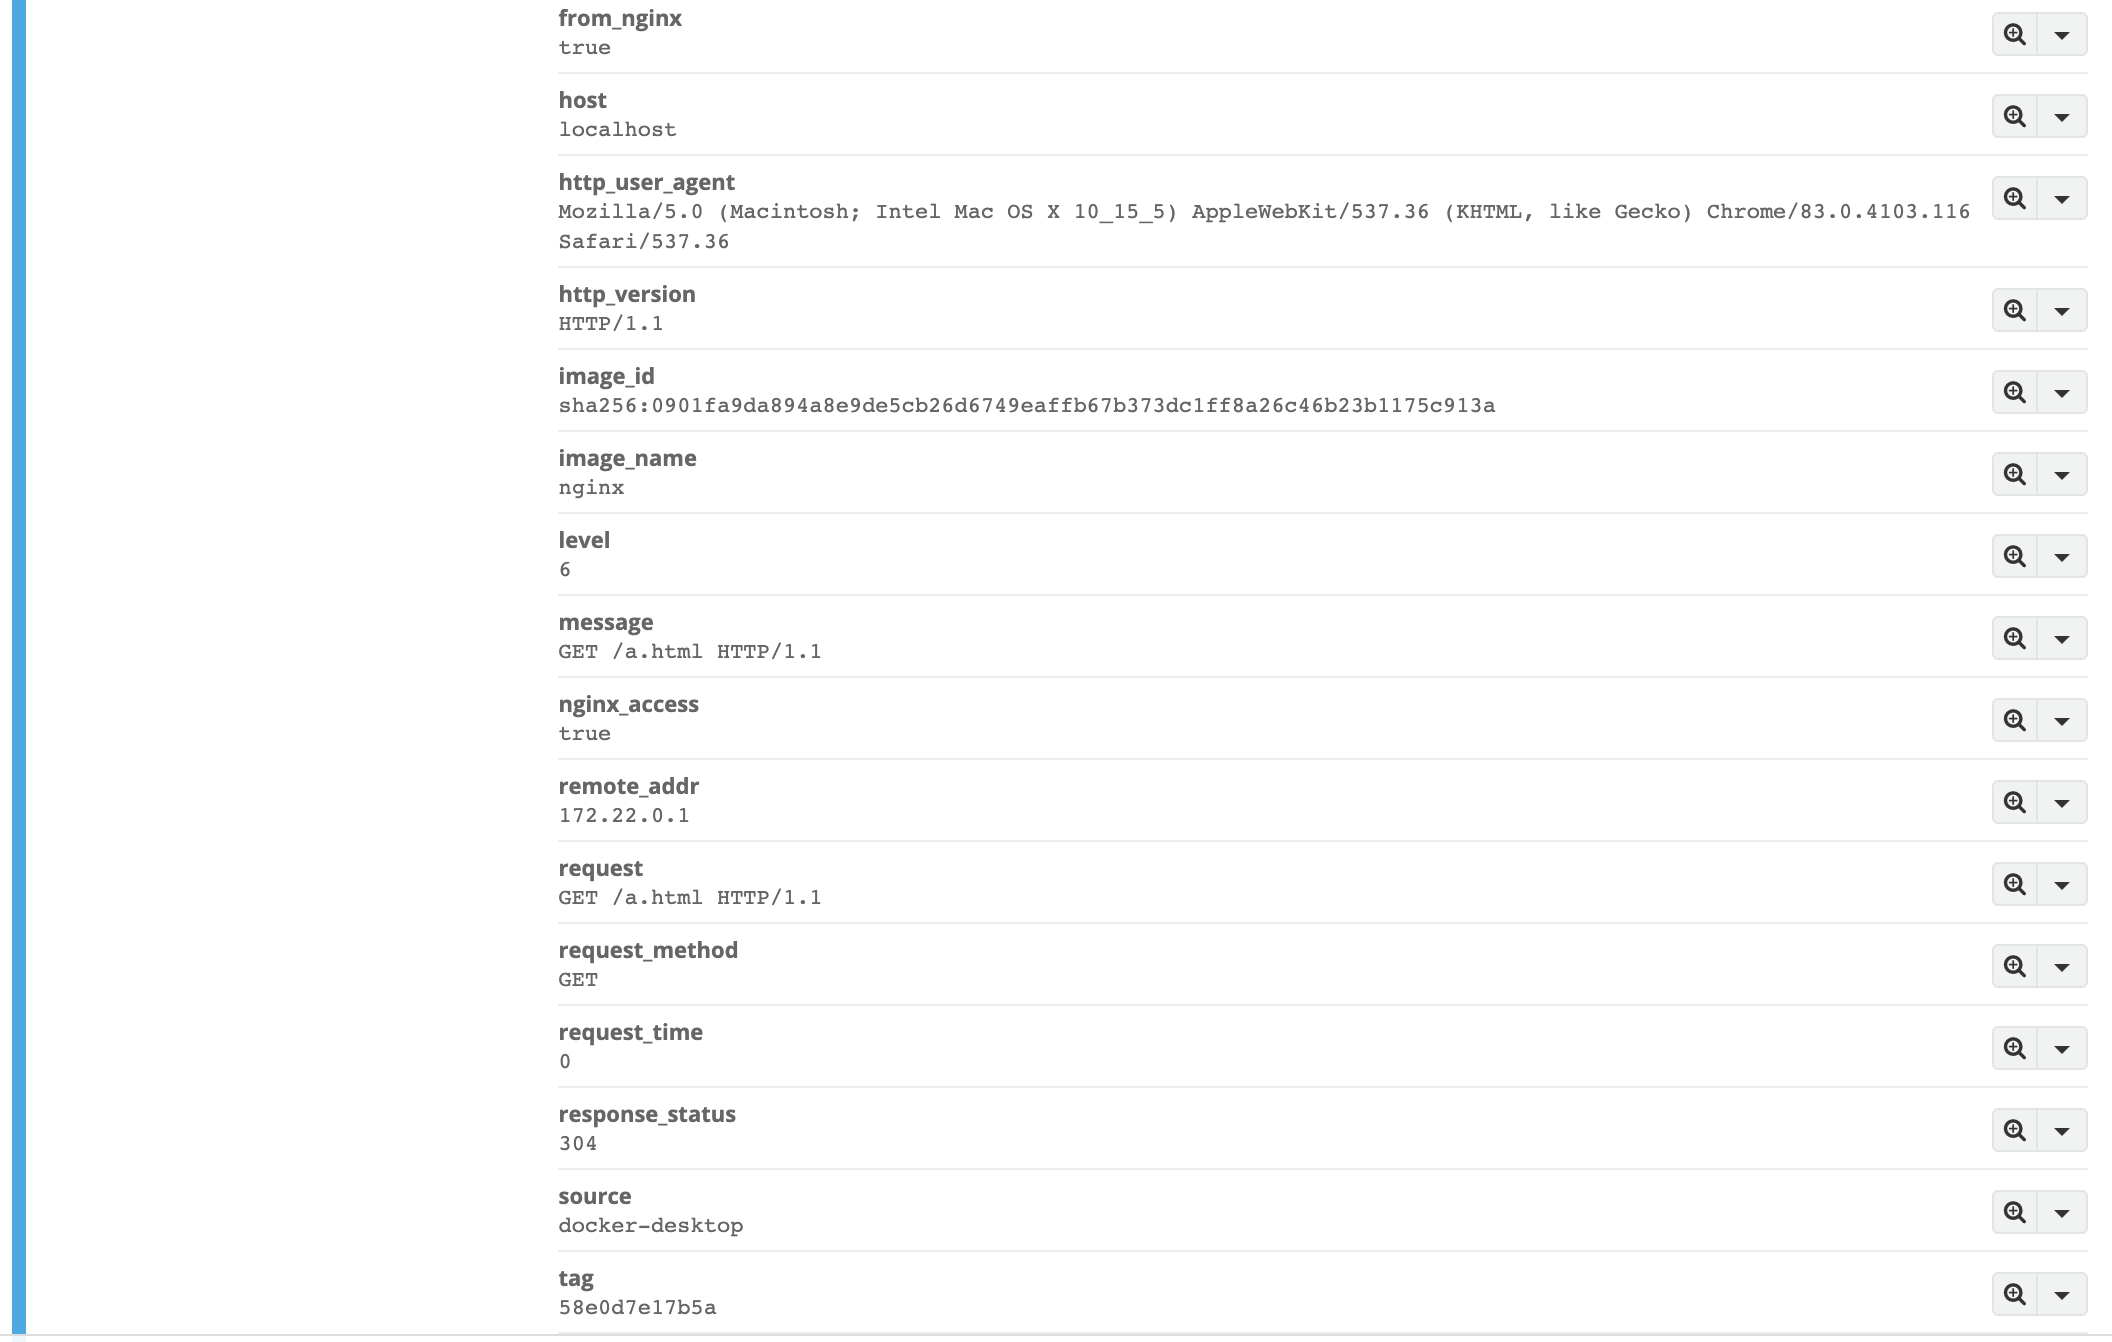 from_nginx
true
host
localhost
http_user_agent
Mozilla/5.0 (Macintosh; Intel Mac OS X 10_15_5) AppleWebKit/537.36 (KHTML, like Gecko) Chrome/83.0.4103.116
Safari/537.36
http_version
HTTP/1.1
image_id
sha256:0901fa9da894a8e9de5cb26d6749eaffb67b373dc1ff8a26c46b23b1175c913a
image_name
nginx
level
6
message
GET /a.html HTTP/1.1
nginx_access
true
remote_addr
172.22.0.1
request
GET /a.html HTTP/1.1
request_method
GET
request_time
0
response_status
304
source
docker-desktop
tag
58e0d7e17b5a